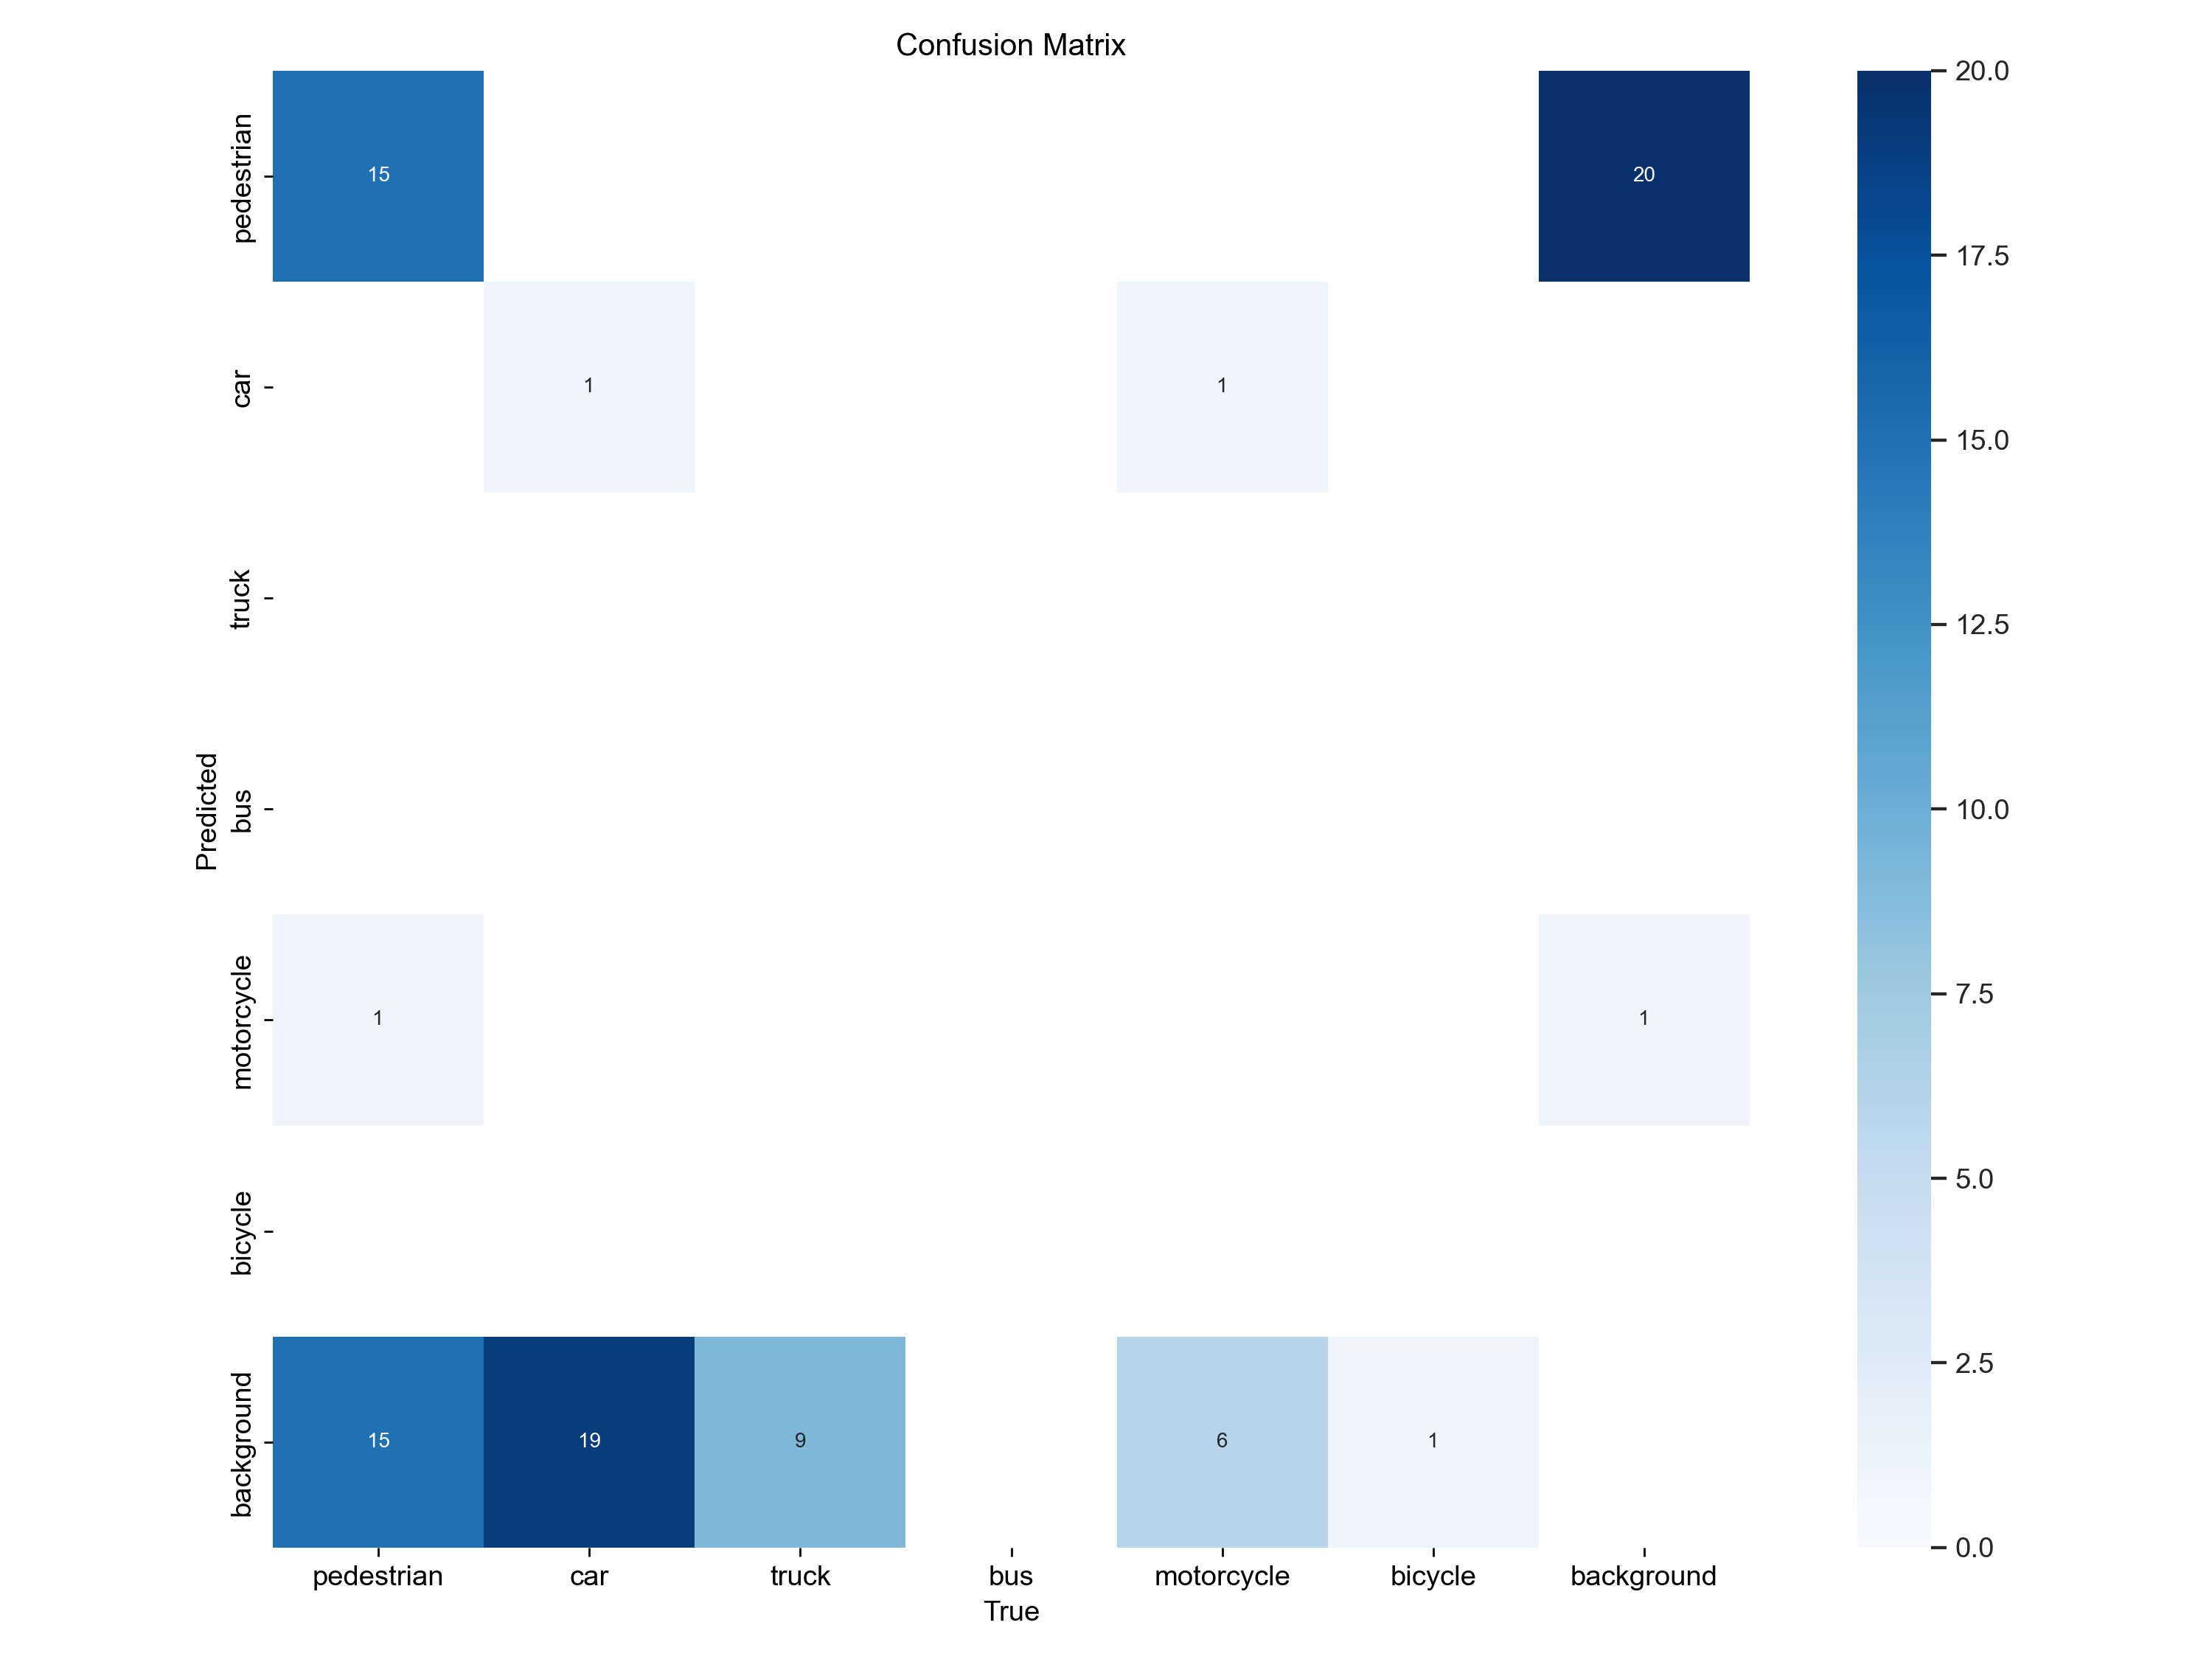 Confusion Matrix
pedestrian
15
20
car
1
1
truck
bus
Predicted
motorcycle
1
1
bicycle
background
15
19
9
6
1
pedestrian
car
truck
bus
motorcycle
bicycle
background
True
20.0
17.5
15.0
12.5
10.0
7.5
5.0
2.5
0.0